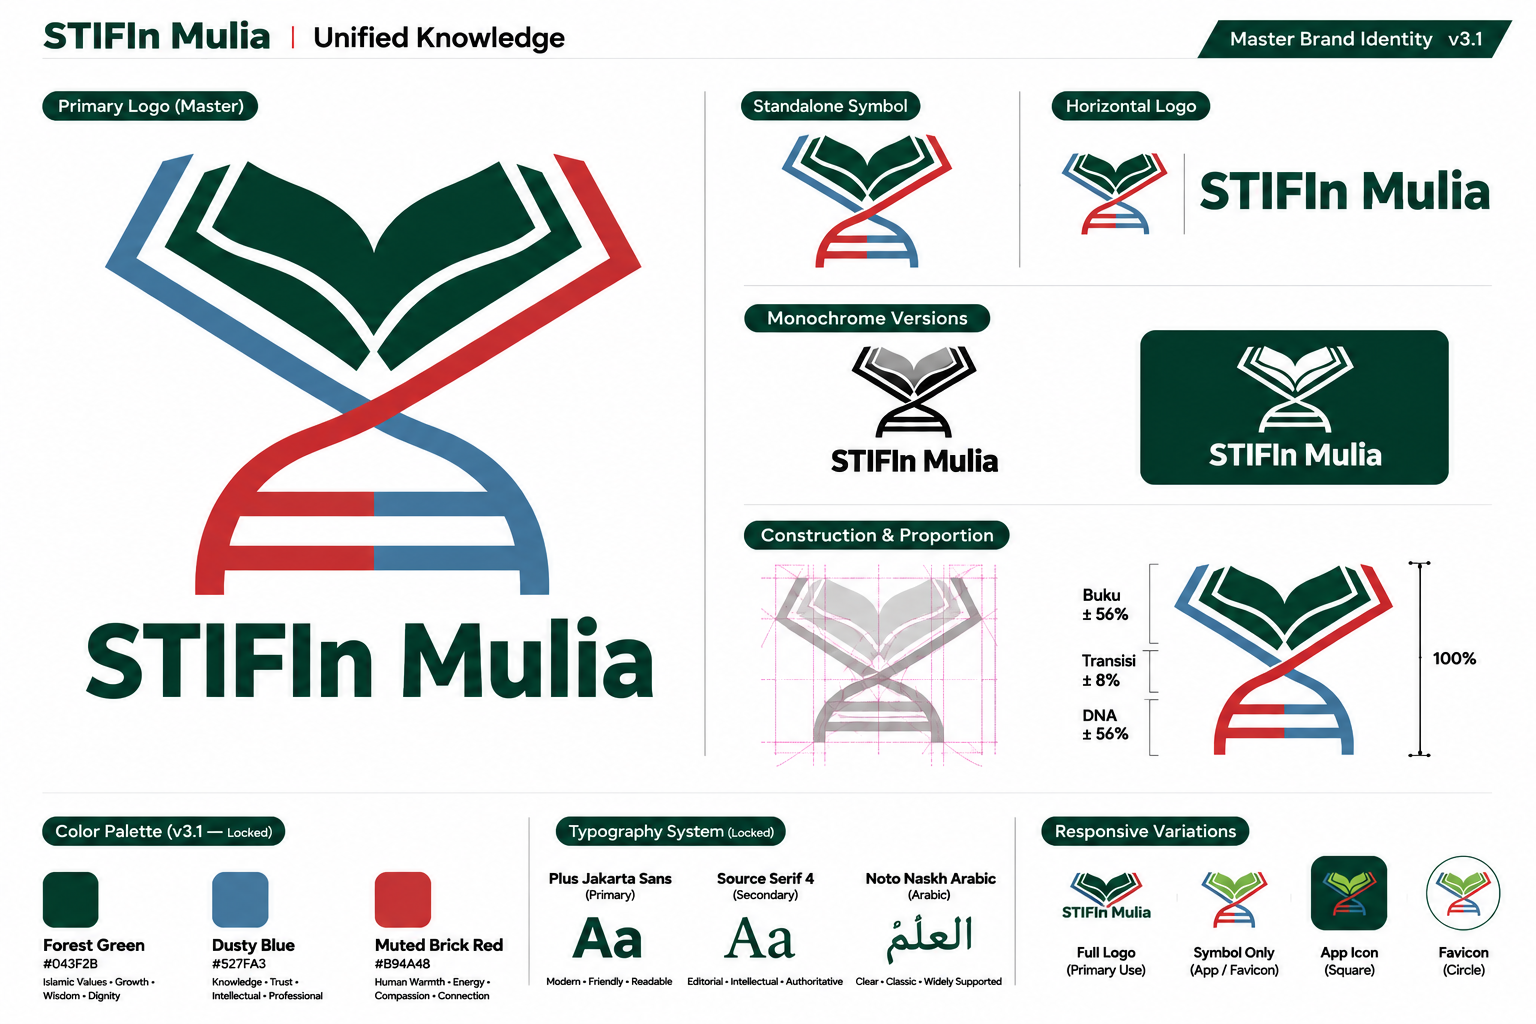 STIFIn Mulia | Unified Knowledge
Master Brand Identity v3.1
Primary Logo (Master)
STIFIn Mulia
Standalone Symbol
Horizontal Logo
STIFIn Mulia
Monochrome Versions
STIFIn Mulia
STIFIn Mulia
Construction & Proportion
Buku
± 56%
Transisi
± 8%
DNA
± 56%
100%
Color Palette (v3.1 — Locked)
Forest Green
#043F2B
Islamic Values • Growth •
Wisdom • Dignity
Dusty Blue
#527FA3
Knowledge • Trust •
Intellectual • Professional
Muted Brick Red
#B94A48
Human Warmth • Energy •
Compassion • Connection
Typography System (Locked)
Plus Jakarta Sans
(Primary)
Aa
Modern • Friendly • Readable
Source Serif 4
(Secondary)
Aa
Editorial • Intellectual • Authoritative
Noto Naskh Arabic
(Arabic)
العلْمُ
Clear • Classic • Widely Supported
Responsive Variations
STIFIn Mulia
Full Logo
(Primary Use)
Symbol Only
(App / Favicon)
App Icon
(Square)
Favicon
(Circle)